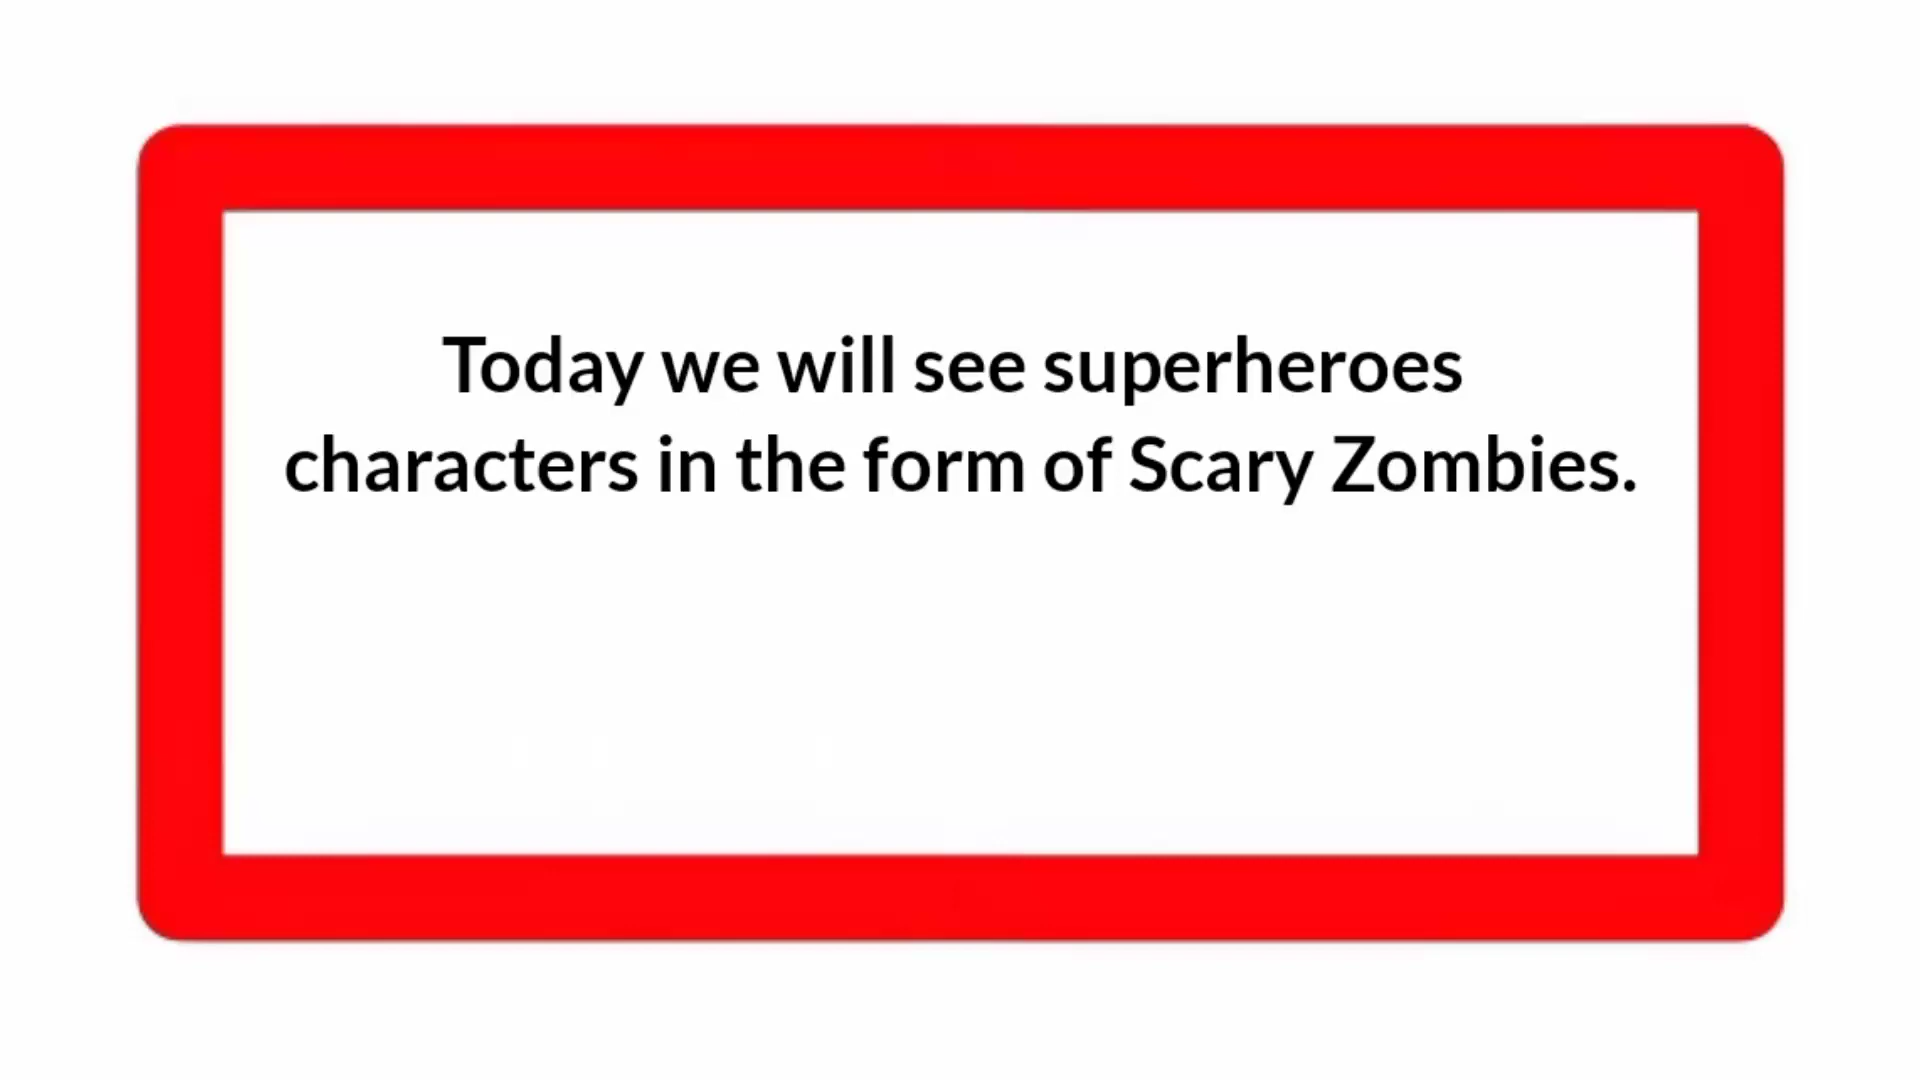 Today we will see superheroes
characters in the form of Scary Zombies.